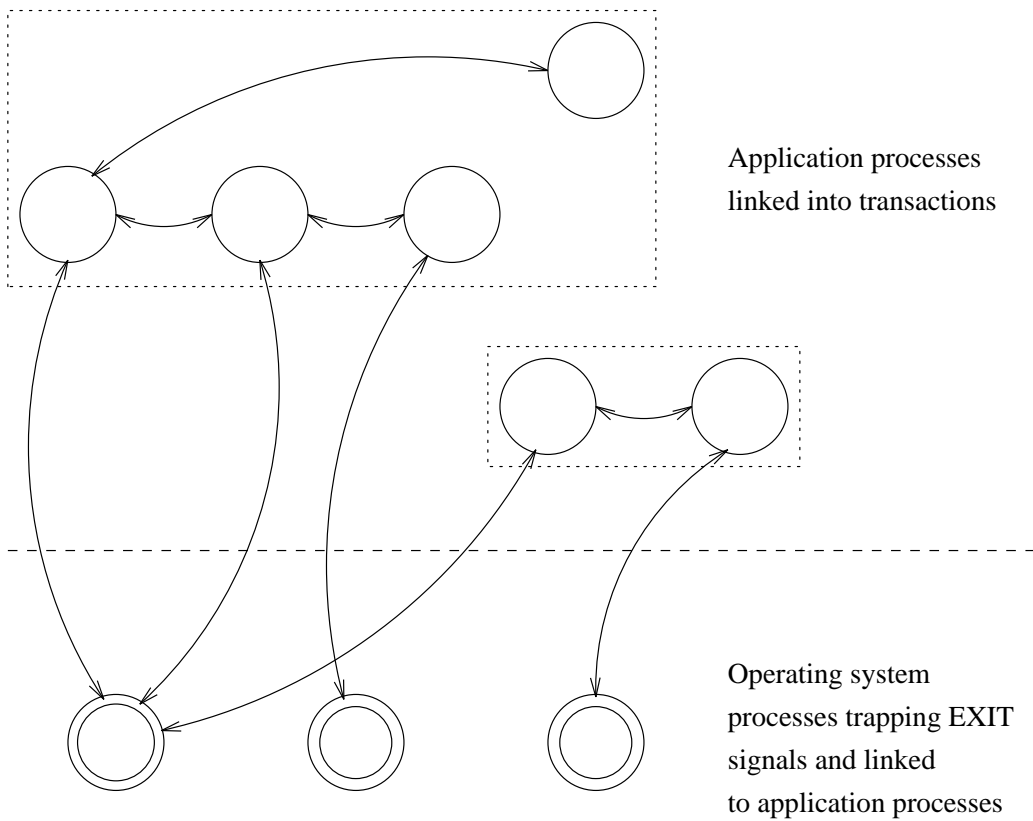 Application processes
linked into transactions
Operating system
processes trapping EXIT
signals and linked
to application processes